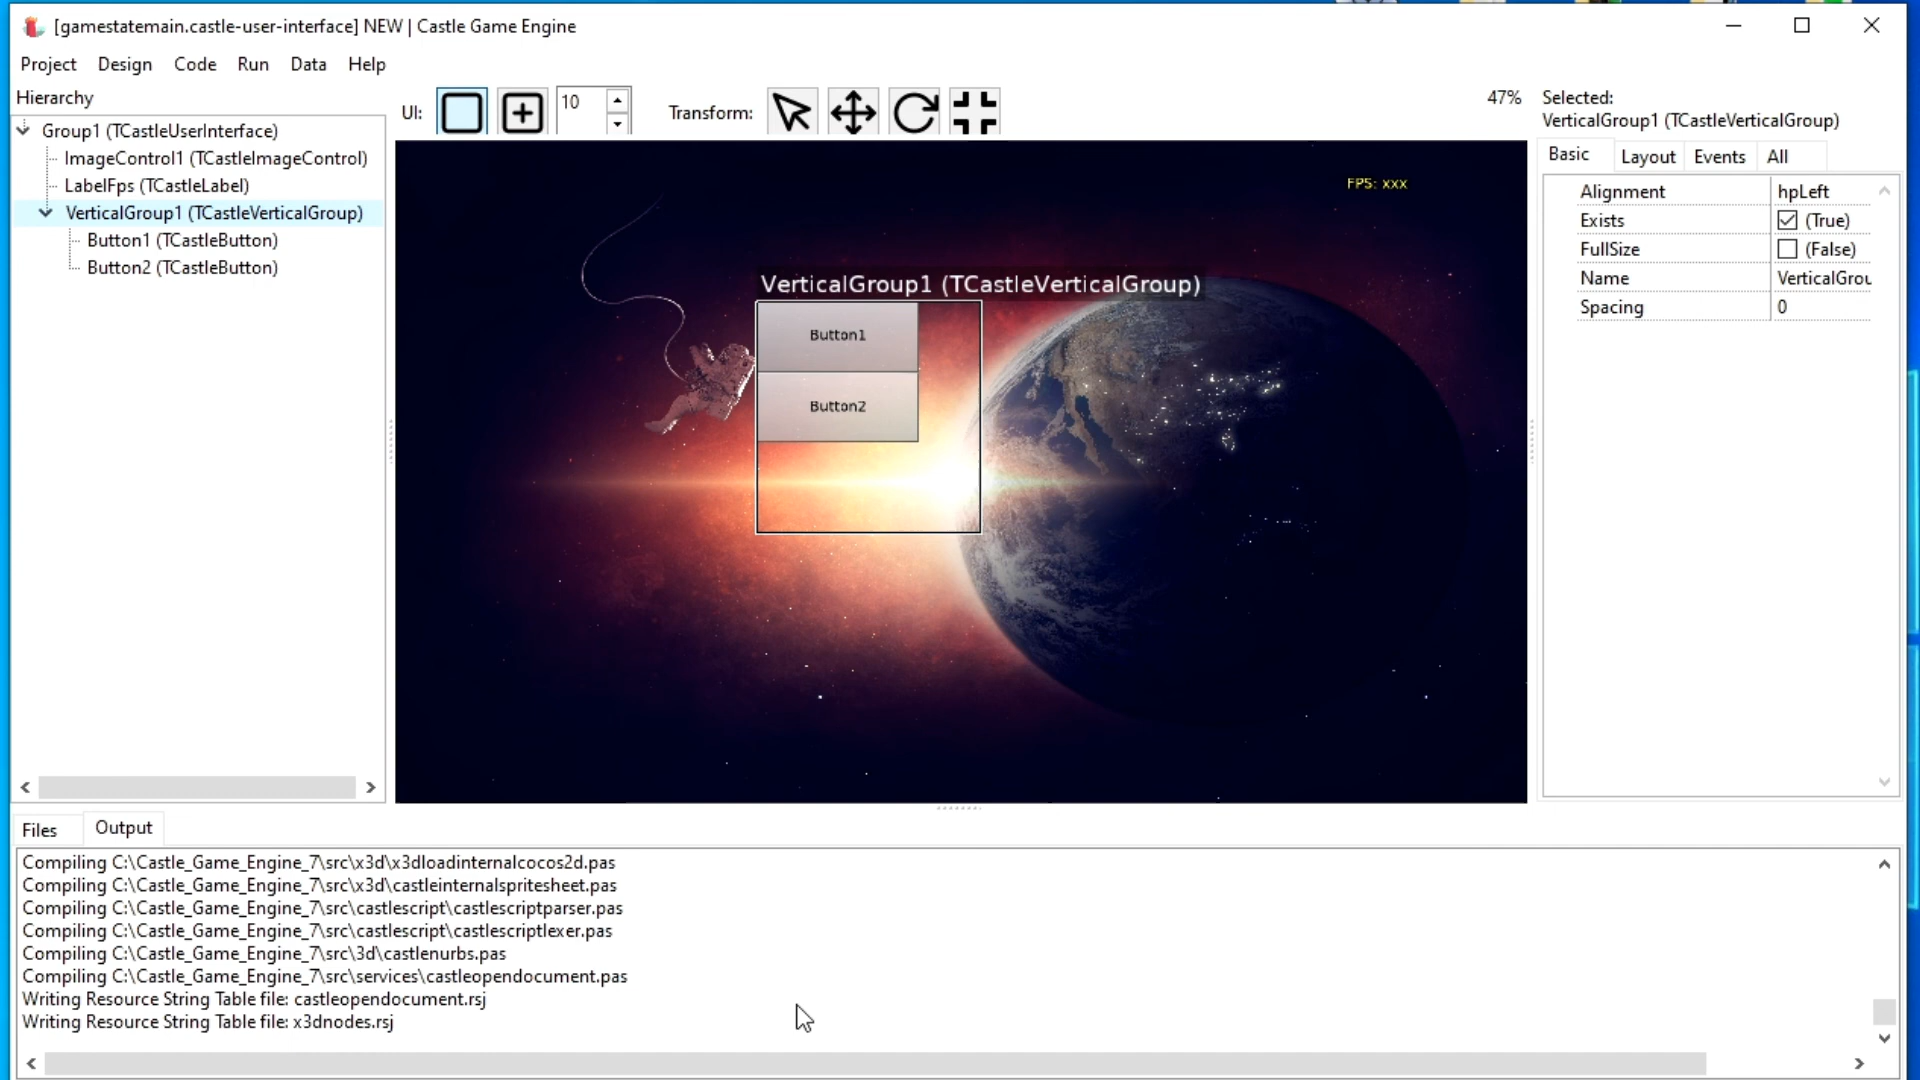 [gamestatemain.castle-user-interface] NEW | Castle Game Engine
Project Design Code Run Data Help
Hierarchy
Group1 (TCastleUserInterface)
ImageControl1 (TCastleImageControl)
LabelFps (TCastleLabel)
VerticalGroup1 (TCastleVerticalGroup)
Button1 (TCastleButton)
Button2 (TCastleButton)
UI: 10 Transform: 47%
FPS: xxx
VerticalGroup1 (TCastleVerticalGroup)
Button1
Button2
Selected:
VerticalGroup1 (TCastleVerticalGroup)
Basic Layout Events All
Alignment hpLeft
Exists (True)
FullSize (False)
Name VerticalGrou
Spacing 0
Files Output
Compiling C:\Castle_Game_Engine_7\src\x3d\x3dloadinternalcocos2d.pas
Compiling C:\Castle_Game_Engine_7\src\x3d\castleinternalspritesheet.pas
Compiling C:\Castle_Game_Engine_7\src\castlescript\castlescriptparser.pas
Compiling C:\Castle_Game_Engine_7\src\castlescript\castlescriptlexer.pas
Compiling C:\Castle_Game_Engine_7\src\3d\castlenurbs.pas
Compiling C:\Castle_Game_Engine_7\src\services\castleopendocument.pas
Writing Resource String Table file: castleopendocument.rsj
Writing Resource String Table file: x3dnodes.rsj